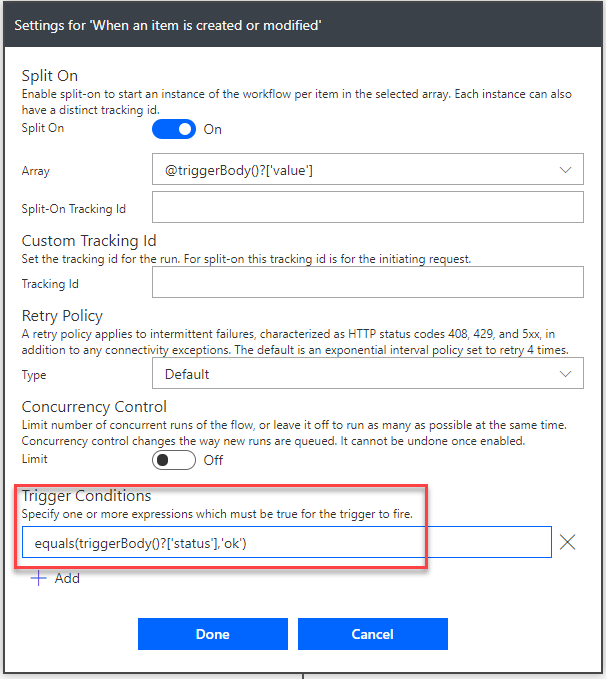 Settings for 'When an item is created or modified'
Split On
Enable split-on to start an instance of the workflow per item in the selected array. Each instance can also
have a distinct tracking id.
Split On On
Array @triggerBody()?['value']
Split-On Tracking Id
Custom Tracking Id
Set the tracking id for the run. For split-on this tracking id is for the initiating request.
Tracking Id
Retry Policy
A retry policy applies to intermittent failures, characterized as HTTP status codes 408, 429, and 5xx, in
addition to any connectivity exceptions. The default is an exponential interval policy set to retry 4 times.
Type Default
Concurrency Control
Limit number of concurrent runs of the flow, or leave it off to run as many as possible at the same time.
Concurrency control changes the way new runs are queued. It cannot be undone once enabled.
Limit Off
Trigger Conditions
Specify one or more expressions which must be true for the trigger to fire.
equals(triggerBody()?['status'],'ok')
Add
Done Cancel